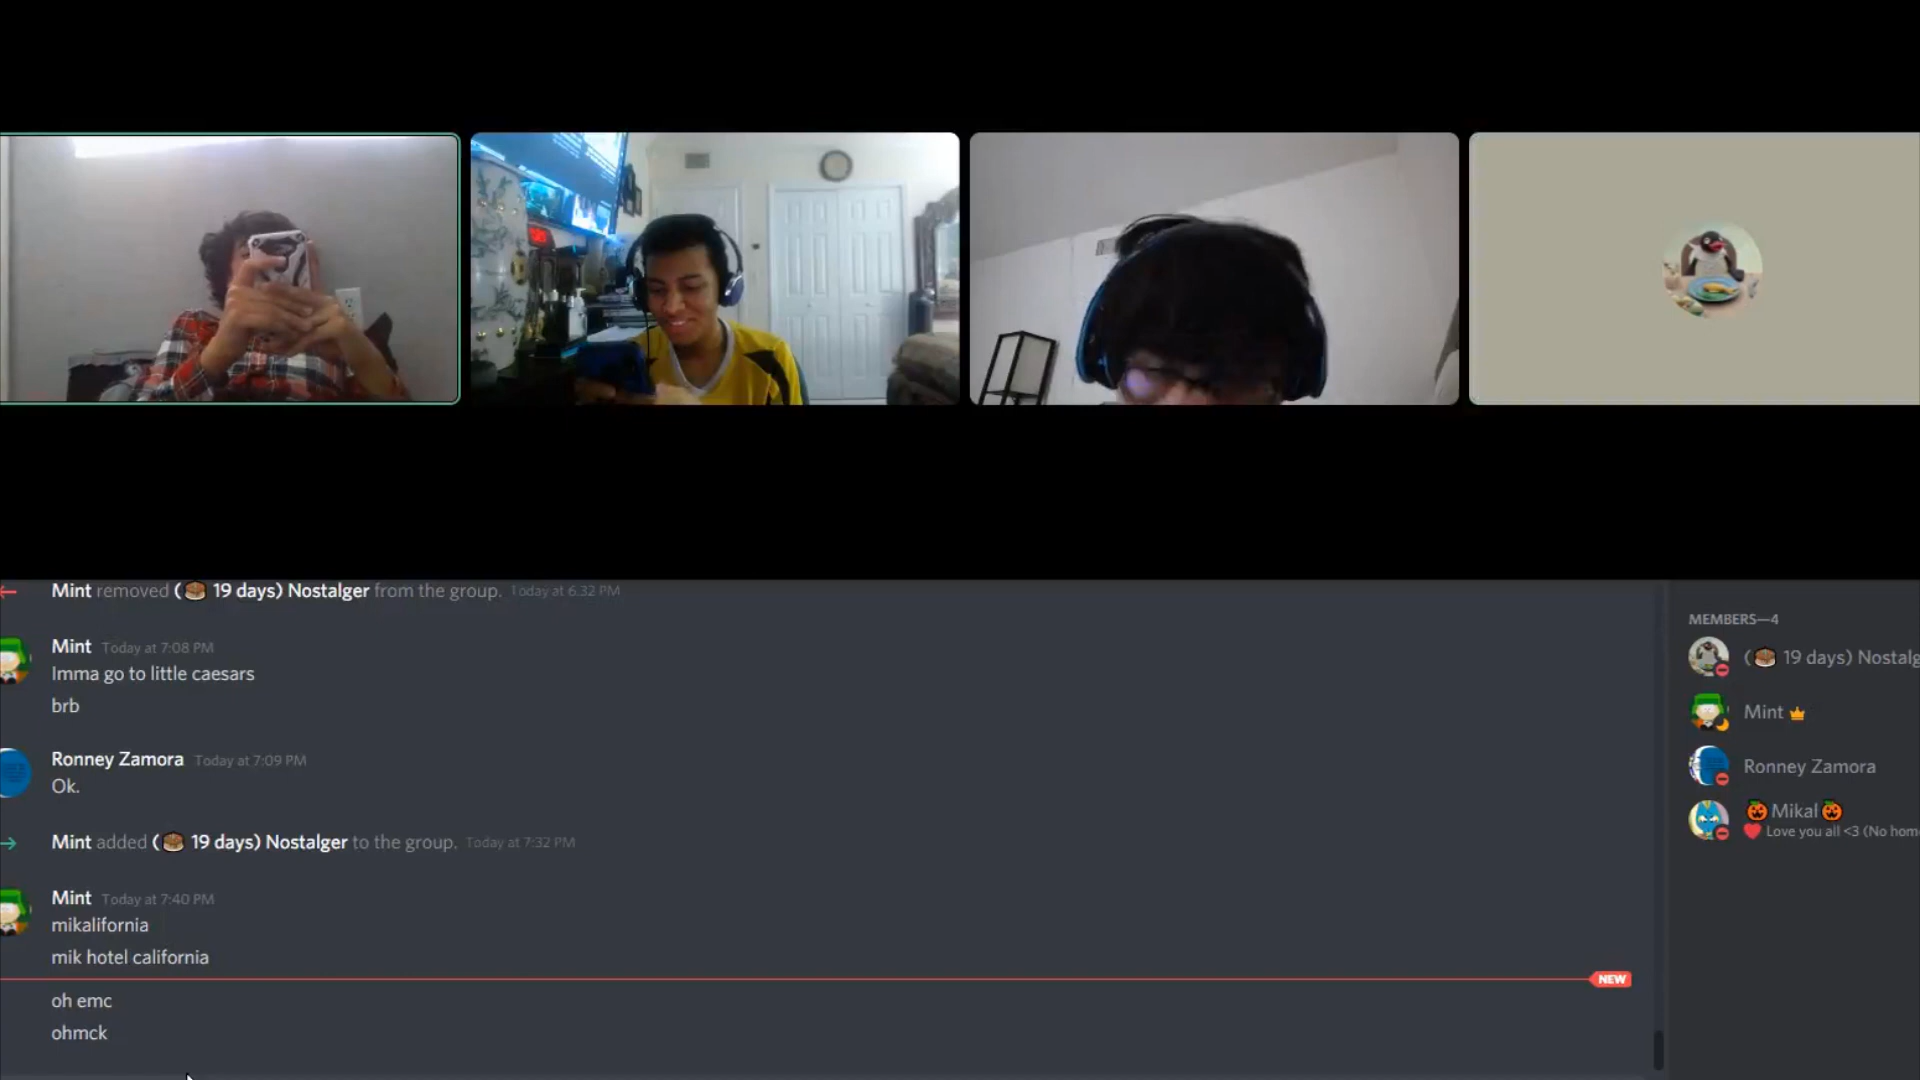 Mint removed ( 19 days) Nostalger from the group. Today at 6:32 PM
Mint Today at 7:08 PM
Imma go to little caesars
brb
Ronney Zamora Today at 7:09 PM
Ok.
Mint added ( 19 days) Nostalger to the group. Today at 7:32 PM
Mint Today at 7:40 PM
mikalifornia
mik hotel california
NEW
oh emc
ohmck
MEMBERS—4
( 19 days) Nostalg
Mint
Ronney Zamora
🎃 Mikal 🎃
❤️ Love you all <3 (No hom